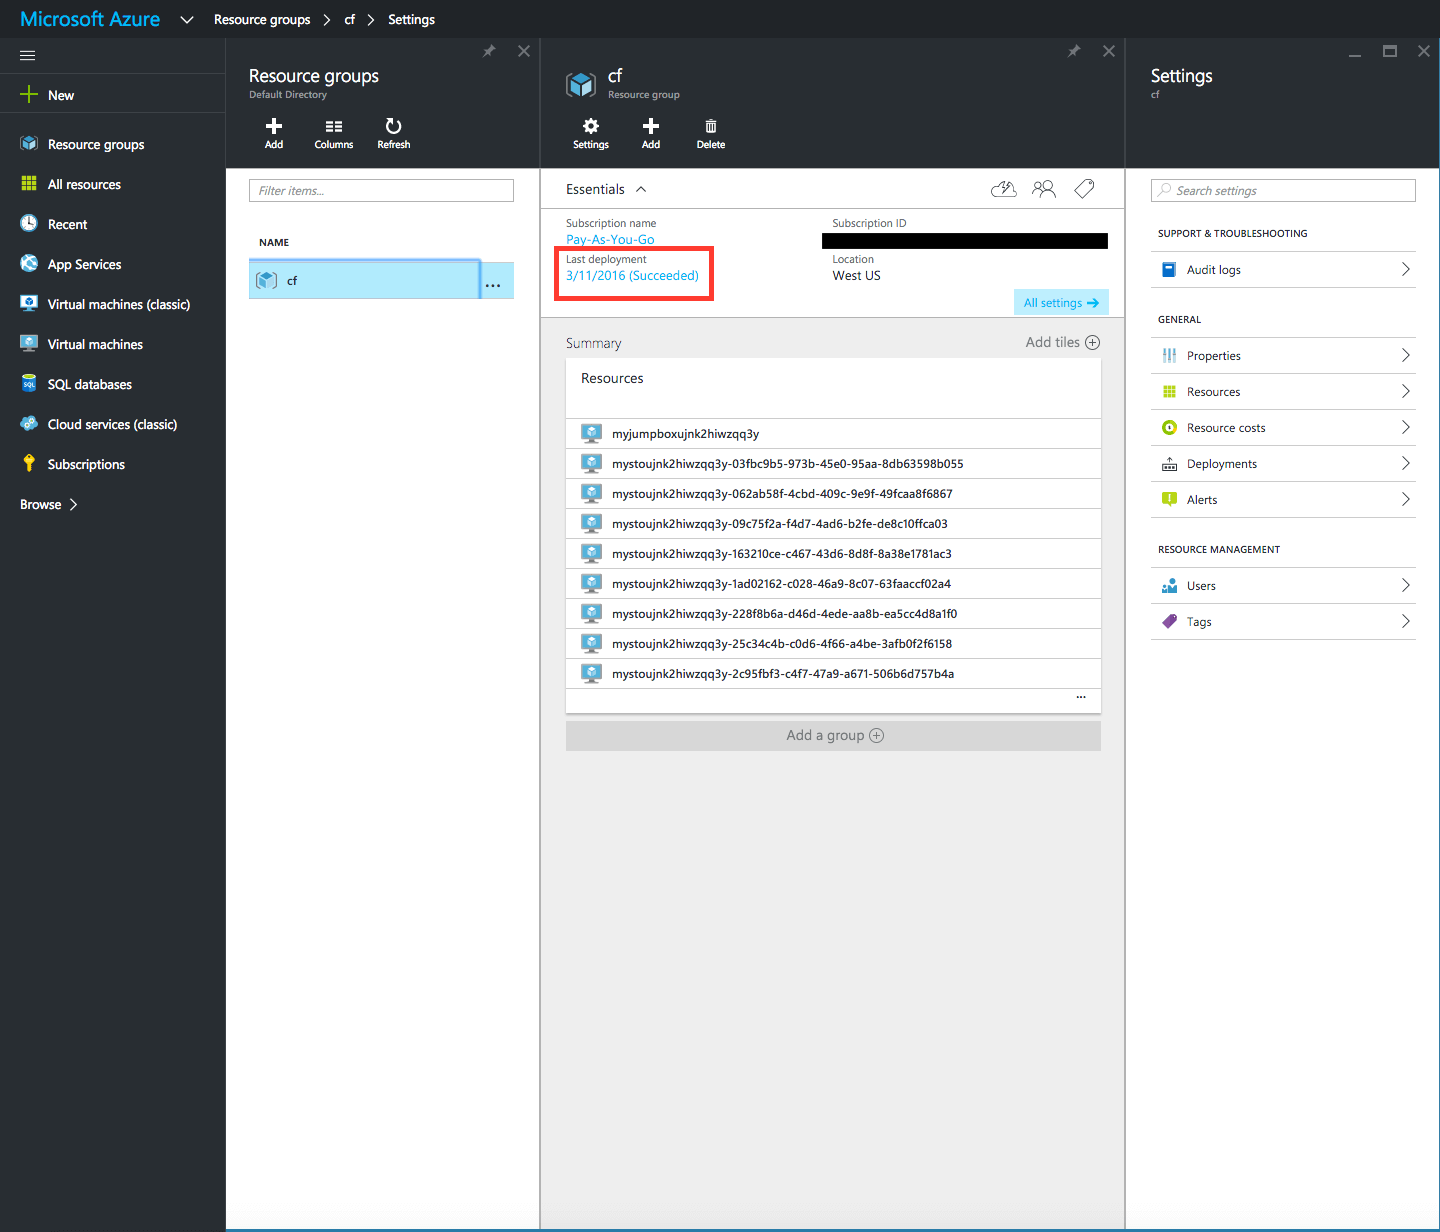 Microsoft Azure Resource groups cf Settings
New
Resource groups
All resources
Recent
App Services
Virtual machines (classic)
Virtual machines
SQL databases
Cloud services (classic)
Subscriptions
Browse
Resource groups
Default Directory
Add Columns Refresh
Filter items...
NAME
cf
...
cf
Resource group
Settings Add Delete
Essentials
Subscription name
Pay-As-You-Go
Last deployment
3/11/2016 (Succeeded)
Subscription ID
Location
West US
All settings
Summary
Add tiles
Resources
myjumpboxujnk2hiwzqq3y
mystoujnk2hiwzqq3y-03fbc9b5-973b-45e0-95aa-8db63598b055
mystoujnk2hiwzqq3y-062ab58f-4cbd-409c-9e9f-49fcaa8f6867
mystoujnk2hiwzqq3y-09c75f2a-f4d7-4ad6-b2fe-de8c10ffca03
mystoujnk2hiwzqq3y-163210ce-c467-43d6-8d8f-8a38e1781ac3
mystoujnk2hiwzqq3y-1ad02162-c028-46a9-8c07-63faaccf02a4
mystoujnk2hiwzqq3y-228f8b6a-d46d-4ede-aa8b-ea5cc4d8a1f0
mystoujnk2hiwzqq3y-25c34c4b-c0d6-4f66-a4be-3afb0f2f6158
mystoujnk2hiwzqq3y-2c95fbf3-c4f7-47a9-a671-506b6d757b4a
...
Add a group
Settings
cf
Search settings
SUPPORT & TROUBLESHOOTING
Audit logs
GENERAL
Properties
Resources
Resource costs
Deployments
Alerts
RESOURCE MANAGEMENT
Users
Tags